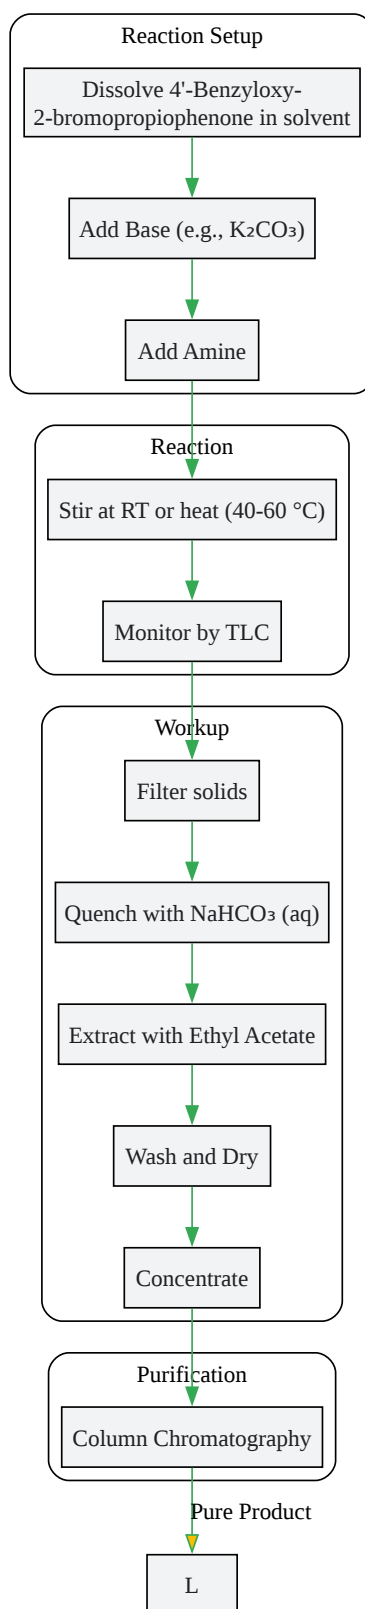 Reaction Setup
Dissolve 4'-Benzyloxy-
2-bromopropiophenone in solvent
Add Base (e.g., K₂CO₃)
Add Amine
Reaction
Stir at RT or heat (40-60 °C)
Monitor by TLC
Workup
Filter solids
Quench with NaHCO₃ (aq)
Extract with Ethyl Acetate
Wash and Dry
Concentrate
Purification
Column Chromatography
Pure Product
L